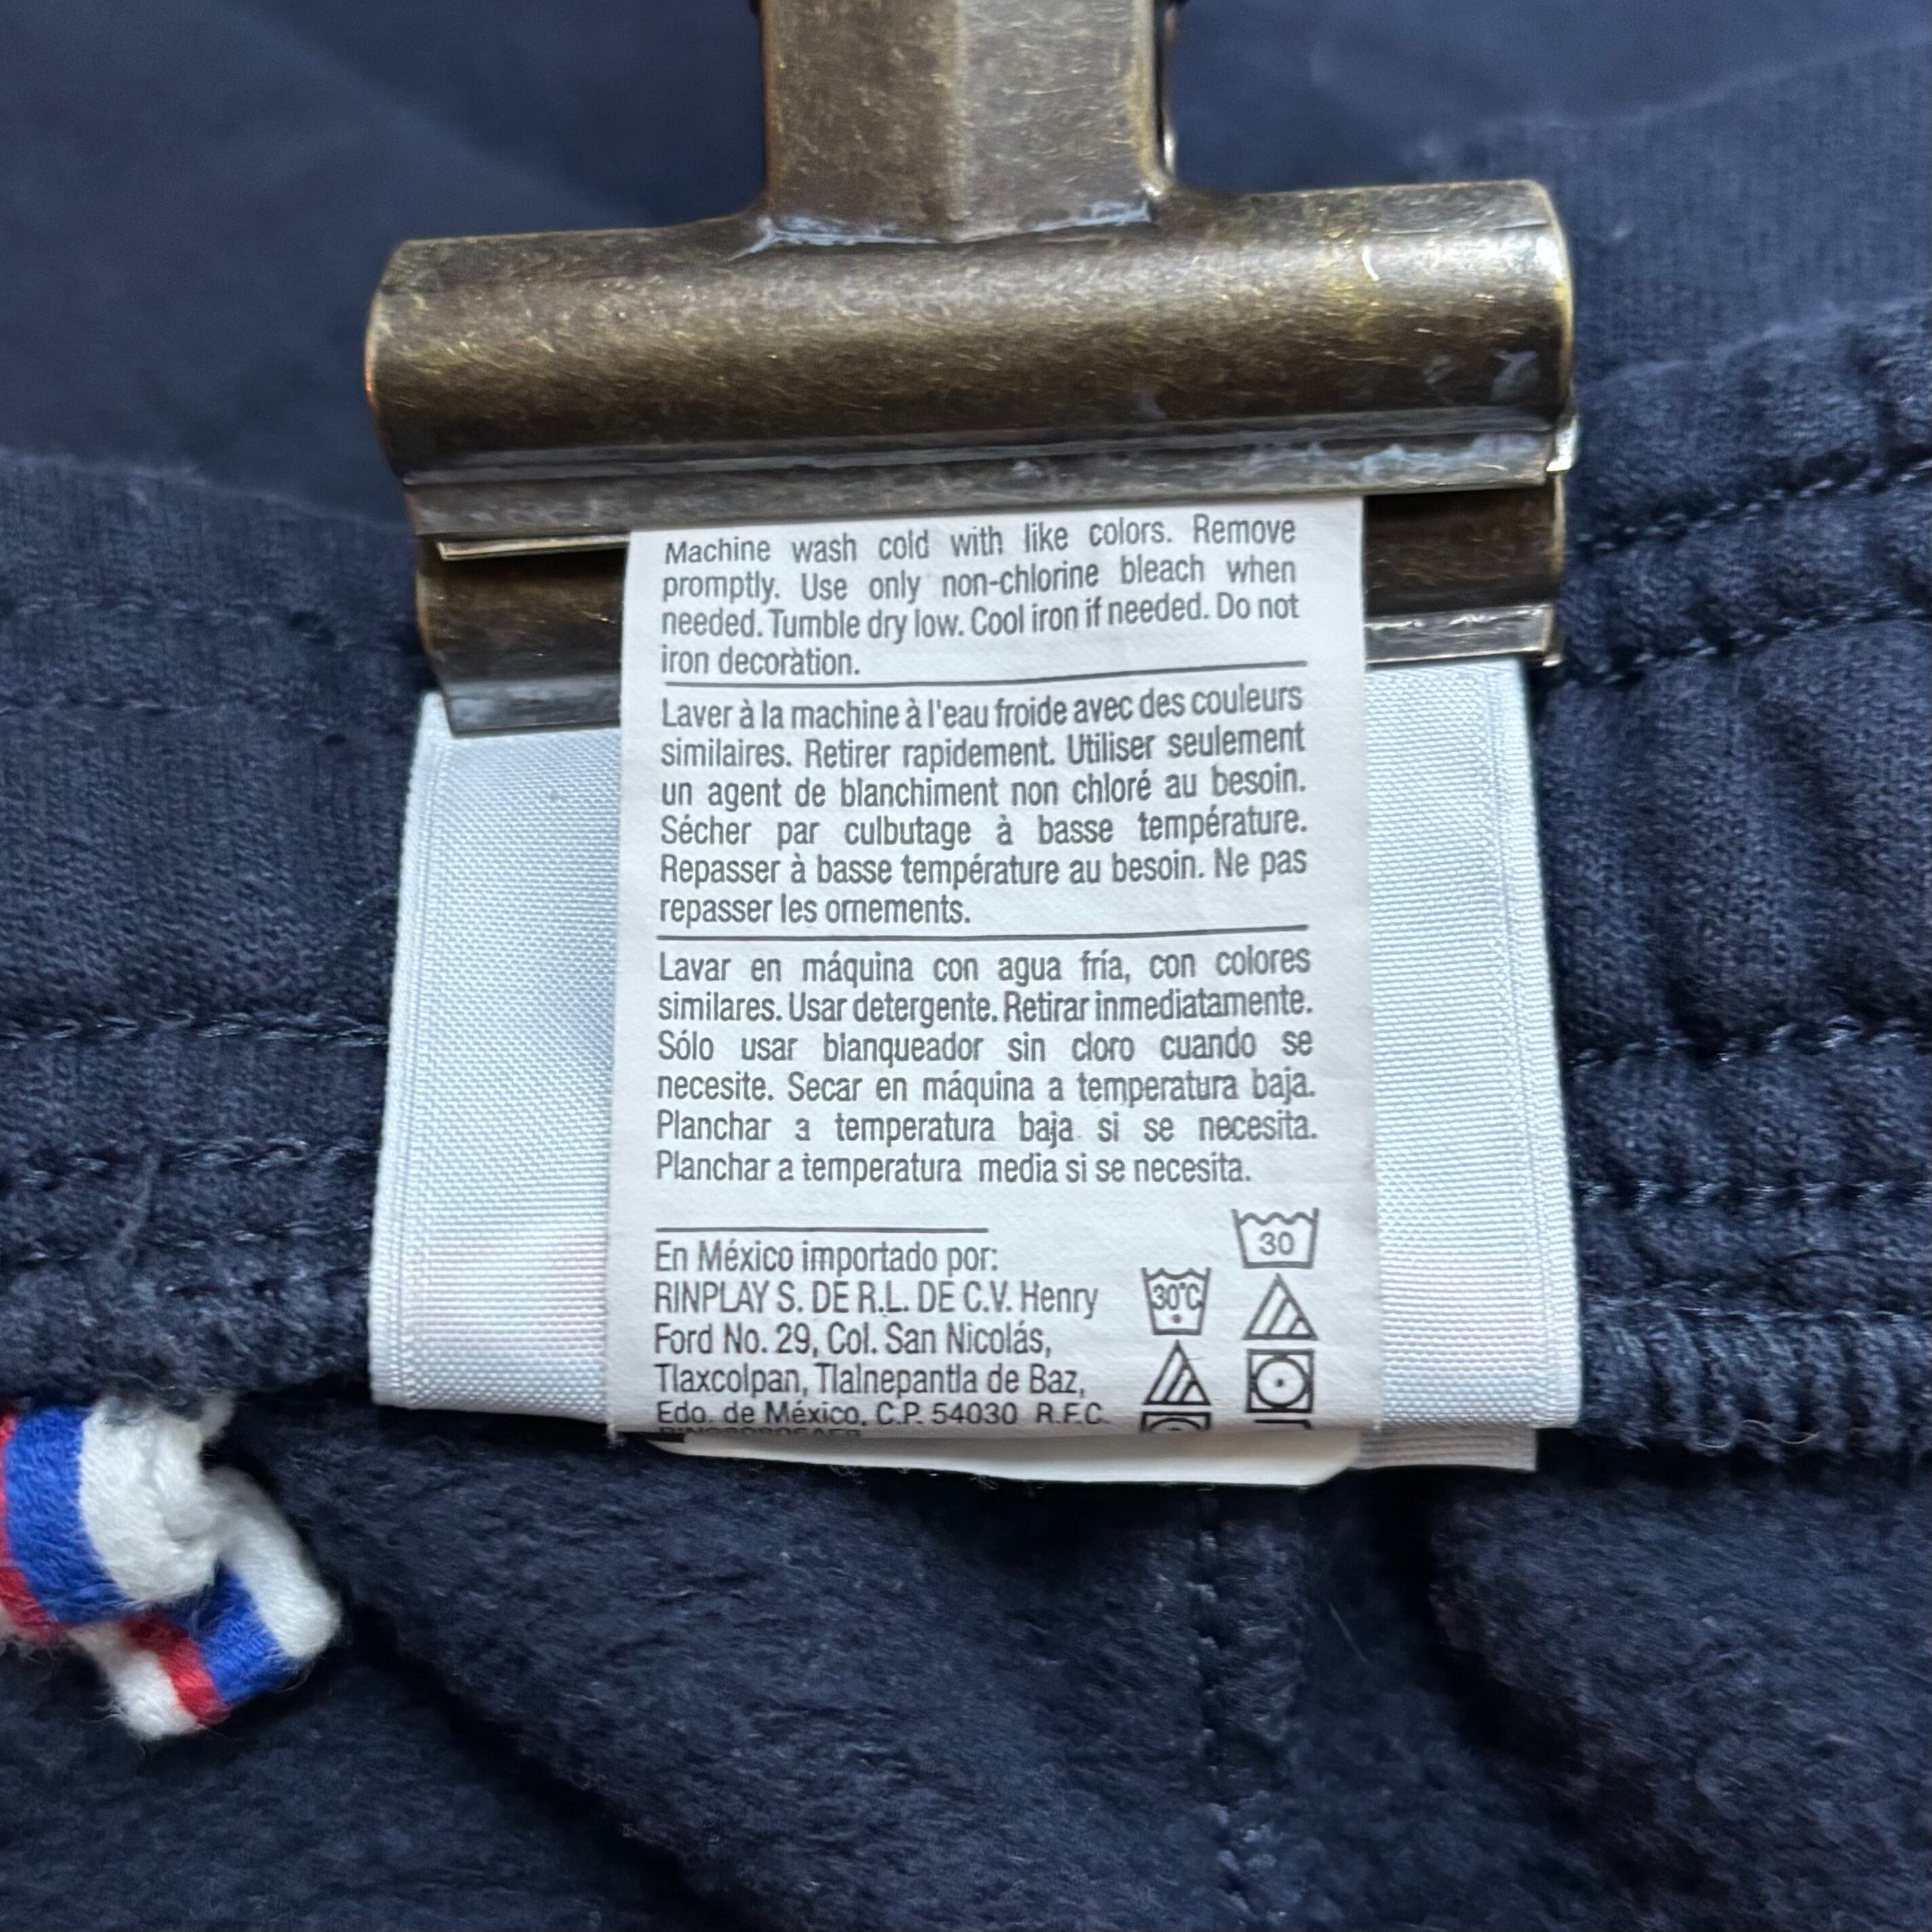 Machine wash cold with like colors. Remove
promptly. Use only non-chlorine bleach when
needed. Tumble dry low. Cool iron if needed. Do not
iron decoration.
Laver à la machine à l'eau froide avec des couleurs
similaires. Retirer rapidement. Utiliser seulement
un agent de blanchiment non chloré au besoin.
Sécher par culbutage à basse température.
Repasser à basse température au besoin. Ne pas
repasser les ornements.
Lavar en máquina con agua fría, con colores
similares. Usar detergente. Retirar inmediatamente.
Sólo usar blanqueador sin cloro cuando se
necesite. Secar en máquina a temperatura baja.
Planchar a temperatura baja si se necesita.
Planchar a temperatura media si se necesita.
30
En México importado por:
RINPLAY S. DE R.L. DE C.V. Henry
30°C
Ford No. 29, Col. San Nicolás,
Tlaxcolpan, Tlalnepantla de Baz,
Edo. de México, C.P. 54030 R.F.C.